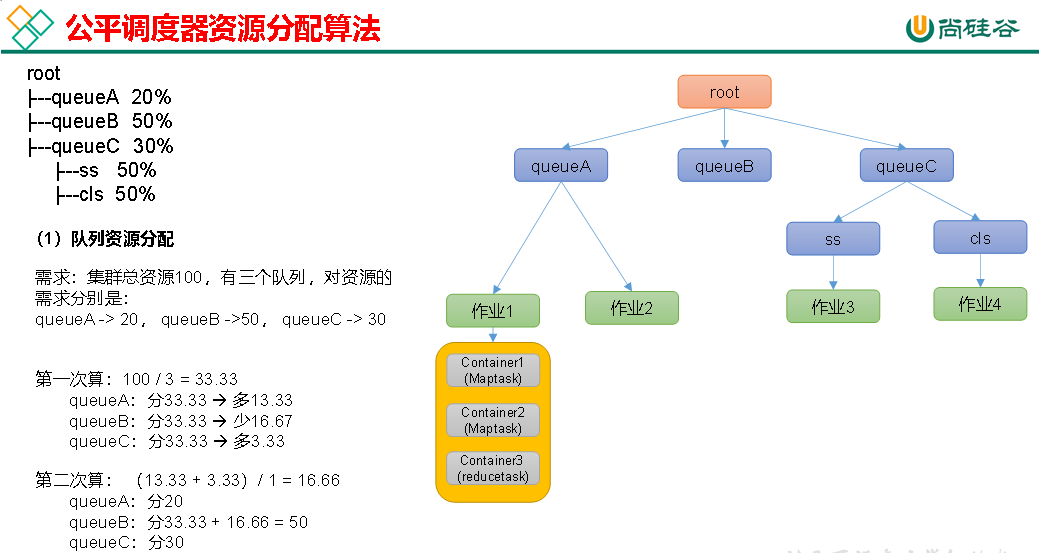 公平调度器资源分配算法
尚硅谷
root
├---queueA 20%
├---queueB 50%
├---queueC 30%
├---ss 50%
├---cls 50%
（1）队列资源分配
需求：集群总资源100，有三个队列，对资源的
需求分别是：
queueA -> 20， queueB ->50， queueC -> 30
第一次算：100 / 3 = 33.33
queueA：分33.33 → 多13.33
queueB：分33.33 → 少16.67
queueC：分33.33 → 多3.33
第二次算： （13.33 + 3.33）/ 1 = 16.66
queueA：分20
queueB：分33.33 + 16.66 = 50
queueC：分30
root
queueA
queueB
queueC
ss
cls
作业1
作业2
作业3
作业4
Container1
(Maptask)
Container2
(Maptask)
Container3
(reducetask)